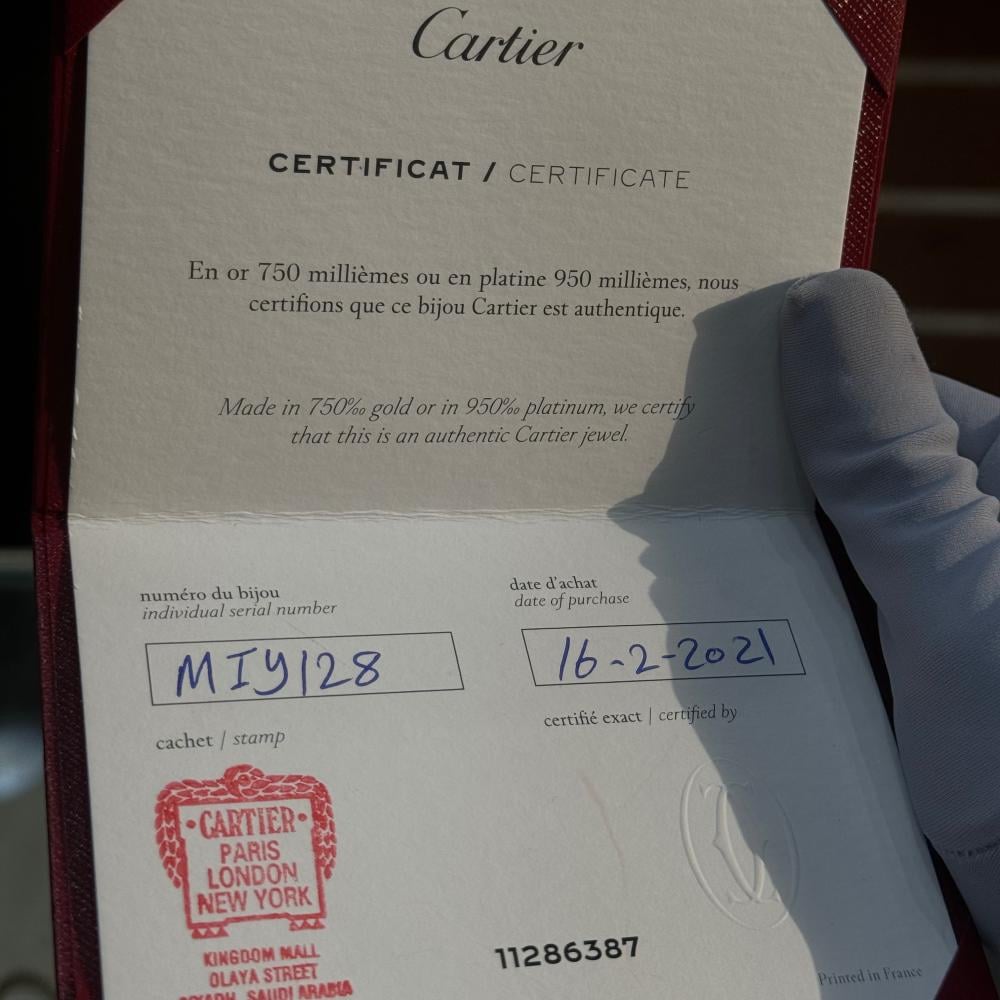 Cartier
CERTIFICAT / CERTIFICATE
En or 750 millièmes ou en platine 950 millièmes, nous
certifions que ce bijou Cartier est authentique.
Made in 750‰ gold or in 950‰ platinum, we certify
that this is an authentic Cartier jewel.
numéro du bijou
individual serial number
MIY128
date d'achat
date of purchase
16-2-2021
certifié exact | certified by
cachet / stamp
·CARTIER·
PARIS
LONDON
NEW YORK
KINGDOM MALL
OLAYA STREET
SAUDI ARABIA
11286387
Printed in France